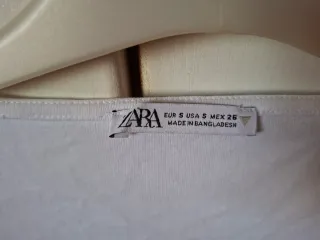 ZARA
EUR S USA S MEX 26
MADE IN BANGLADESH